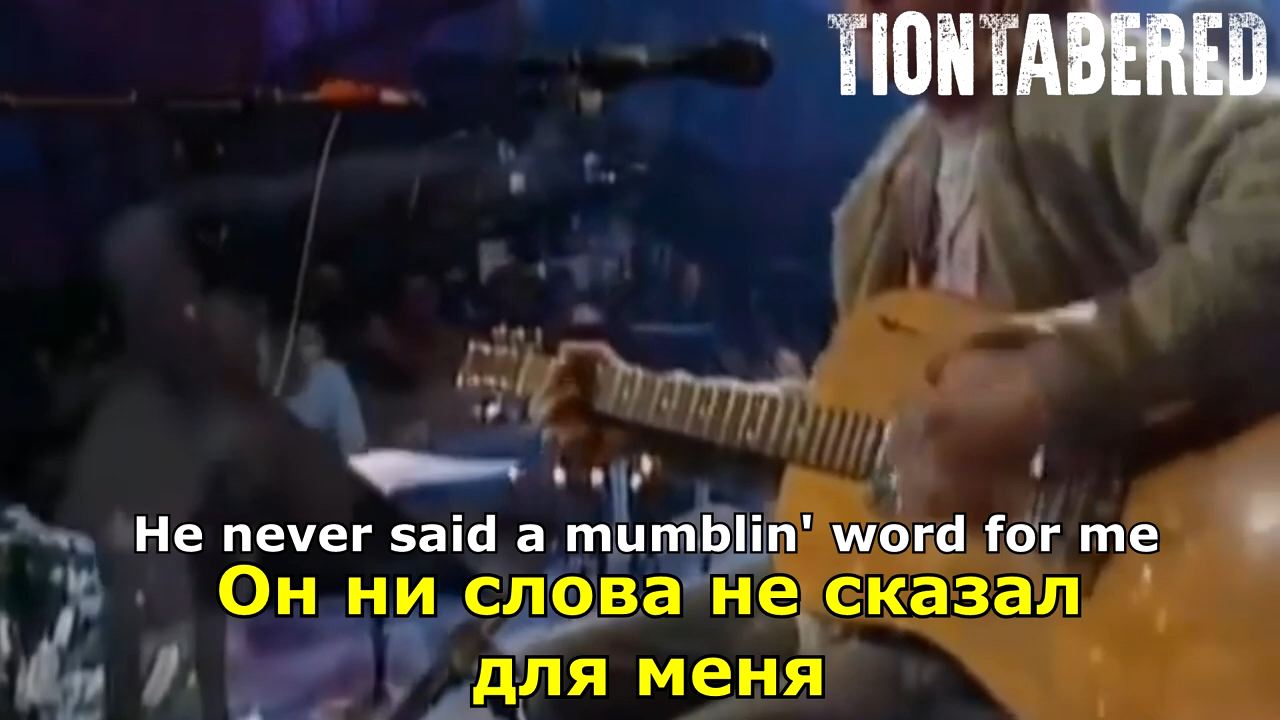 TIONTABERED
He never said a mumblin' word for me
Он ни слова не сказал
для меня